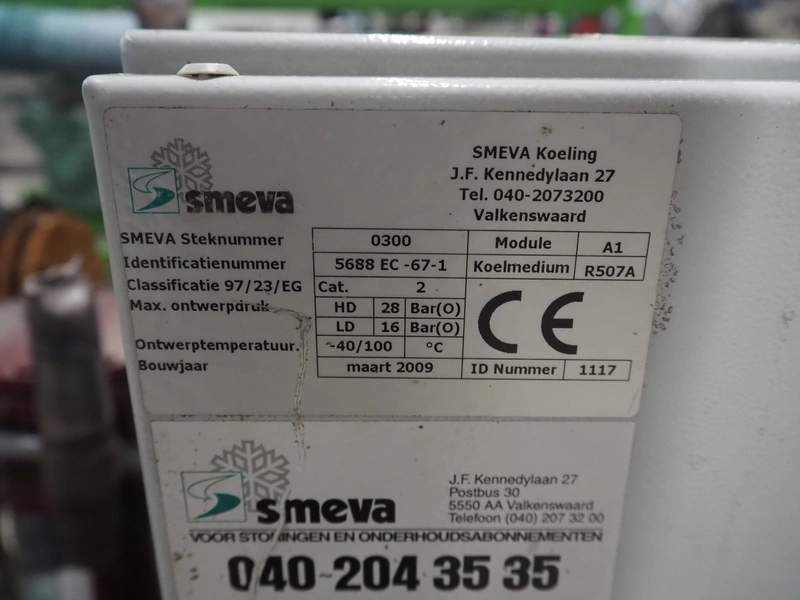 smeva
SMEVA Koeling
J.F. Kennedylaan 27
Tel. 040-2073200
Valkenswaard
SMEVA Steknummer 0300 Module A1
Identificatienummer 5688 EC -67-1 Koelmedium R507A
Classificatie 97/23/EG Cat. 2
Max. ontwerpdruk HD 28 Bar(O)
LD 16 Bar(O)
CE
Ontwerptemperatuur. -40/100 °C
Bouwjaar maart 2009 ID Nummer 1117
smeva
J.F. Kennedylaan 27
Postbus 30
5550 AA Valkenswaard
Telefoon (040) 207 32 00
VOOR STORINGEN EN ONDERHOUDSABONNEMENTEN
040-204 35 35